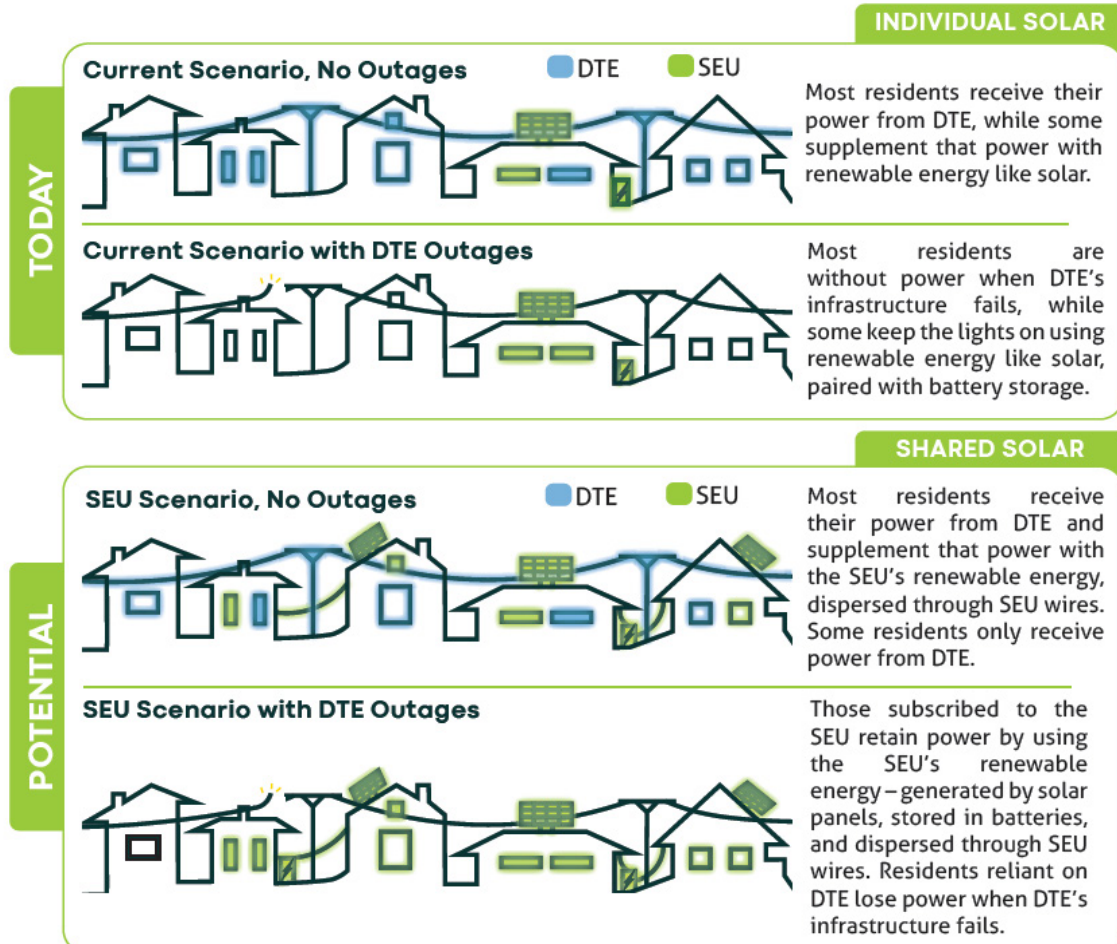 INDIVIDUAL SOLAR
TODAY
Current Scenario, No Outages
DTE
SEU
Most residents receive their
power from DTE, while some
supplement that power with
renewable energy like solar.
Current Scenario with DTE Outages
Most residents are
without power when DTE’s
infrastructure fails, while
some keep the lights on using
renewable energy like solar,
paired with battery storage.
SHARED SOLAR
POTENTIAL
SEU Scenario, No Outages
DTE
SEU
Most residents receive
their power from DTE and
supplement that power with
the SEU’s renewable energy,
dispersed through SEU wires.
Some residents only receive
power from DTE.
SEU Scenario with DTE Outages
Those subscribed to the
SEU retain power by using
the SEU’s renewable
energy – generated by solar
panels, stored in batteries,
and dispersed through SEU
wires. Residents reliant on
DTE lose power when DTE’s
infrastructure fails.